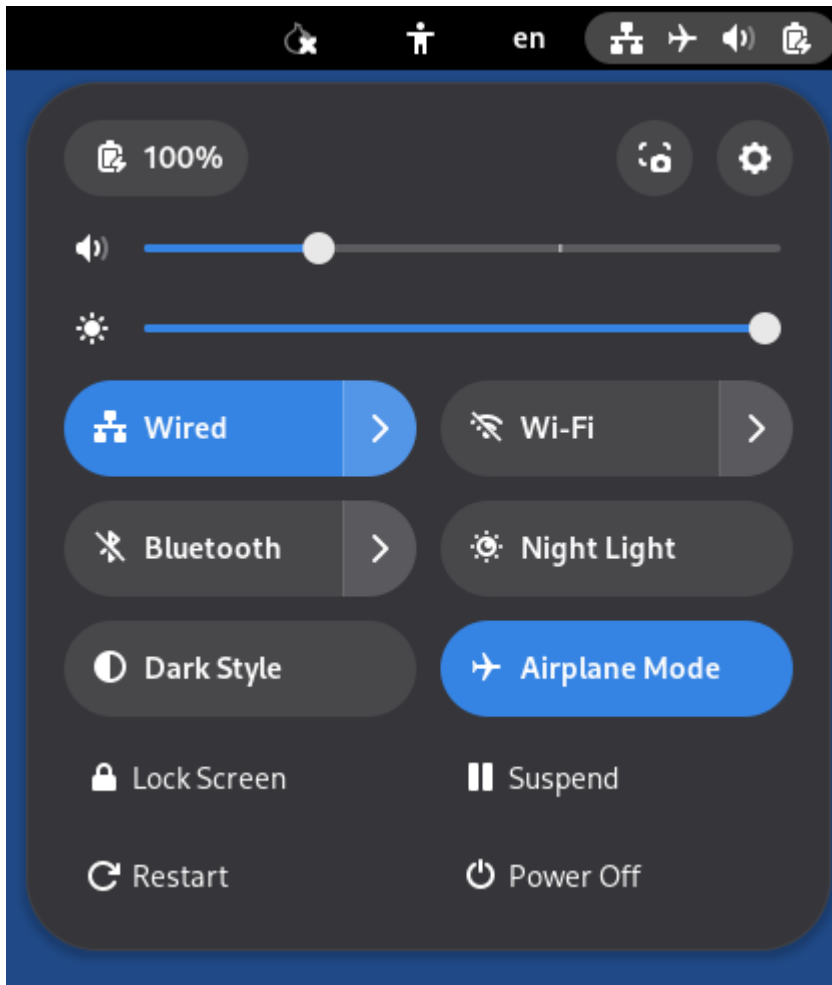 en
100%
Wired
Wi-Fi
Bluetooth
Night Light
Dark Style
Airplane Mode
Lock Screen
Suspend
Restart
Power Off